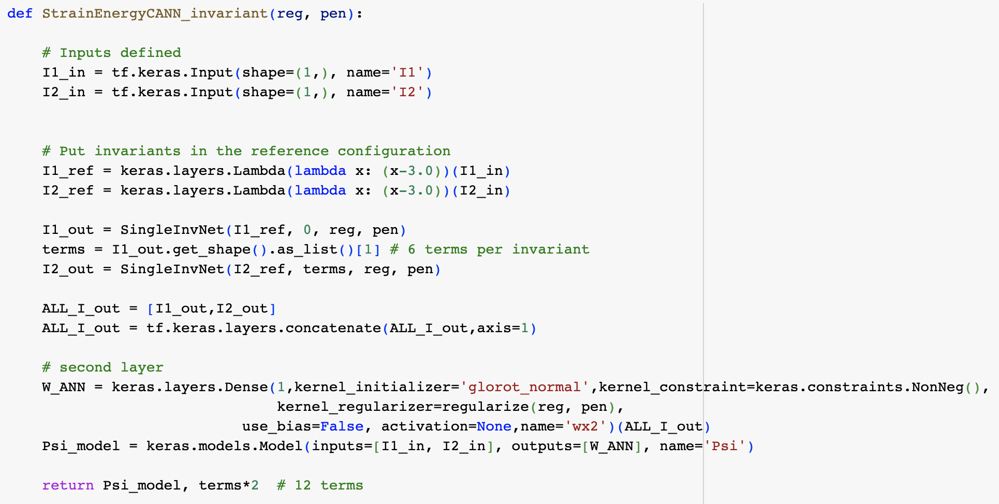 def StrainEnergyCANN_invariant(reg, pen):
    # Inputs defined
    I1_in = tf.keras.Input(shape=(1,), name='I1')
    I2_in = tf.keras.Input(shape=(1,), name='I2')
    # Put invariants in the reference configuration
    I1_ref = keras.layers.Lambda(lambda x: (x-3.0))(I1_in)
    I2_ref = keras.layers.Lambda(lambda x: (x-3.0))(I2_in)
    I1_out = SingleInvNet(I1_ref, 0, reg, pen)
    terms = I1_out.get_shape().as_list()[1] # 6 terms per invariant
    I2_out = SingleInvNet(I2_ref, terms, reg, pen)
    ALL_I_out = [I1_out,I2_out]
    ALL_I_out = tf.keras.layers.concatenate(ALL_I_out,axis=1)
    # second layer
    W_ANN = keras.layers.Dense(1,kernel_initializer='glorot_normal',kernel_constraint=keras.constraints.NonNeg(),
                               kernel_regularizer=regularize(reg, pen),
                           use_bias=False, activation=None,name='wx2')(ALL_I_out)
    Psi_model = keras.models.Model(inputs=[I1_in, I2_in], outputs=[W_ANN], name='Psi')
    return Psi_model, terms*2  # 12 terms